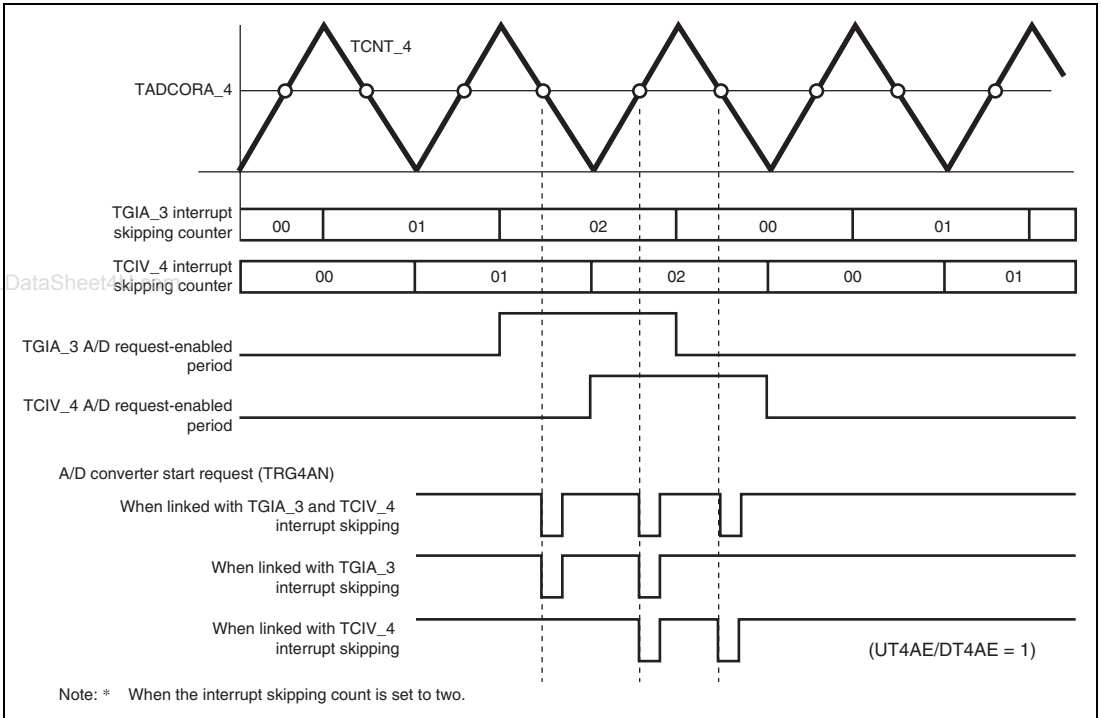 TCNT_4
TADCORA_4
TGIA_3 interrupt
skipping counter
00
01
02
00
01
TCIV_4 interrupt
skipping counter
00
01
02
00
01
DataSheet4U.com
TGIA_3 A/D request-enabled
period
TCIV_4 A/D request-enabled
period
A/D converter start request (TRG4AN)
When linked with TGIA_3 and TCIV_4
interrupt skipping
When linked with TGIA_3
interrupt skipping
When linked with TCIV_4
interrupt skipping
(UT4AE/DT4AE = 1)
Note: * When the interrupt skipping count is set to two.